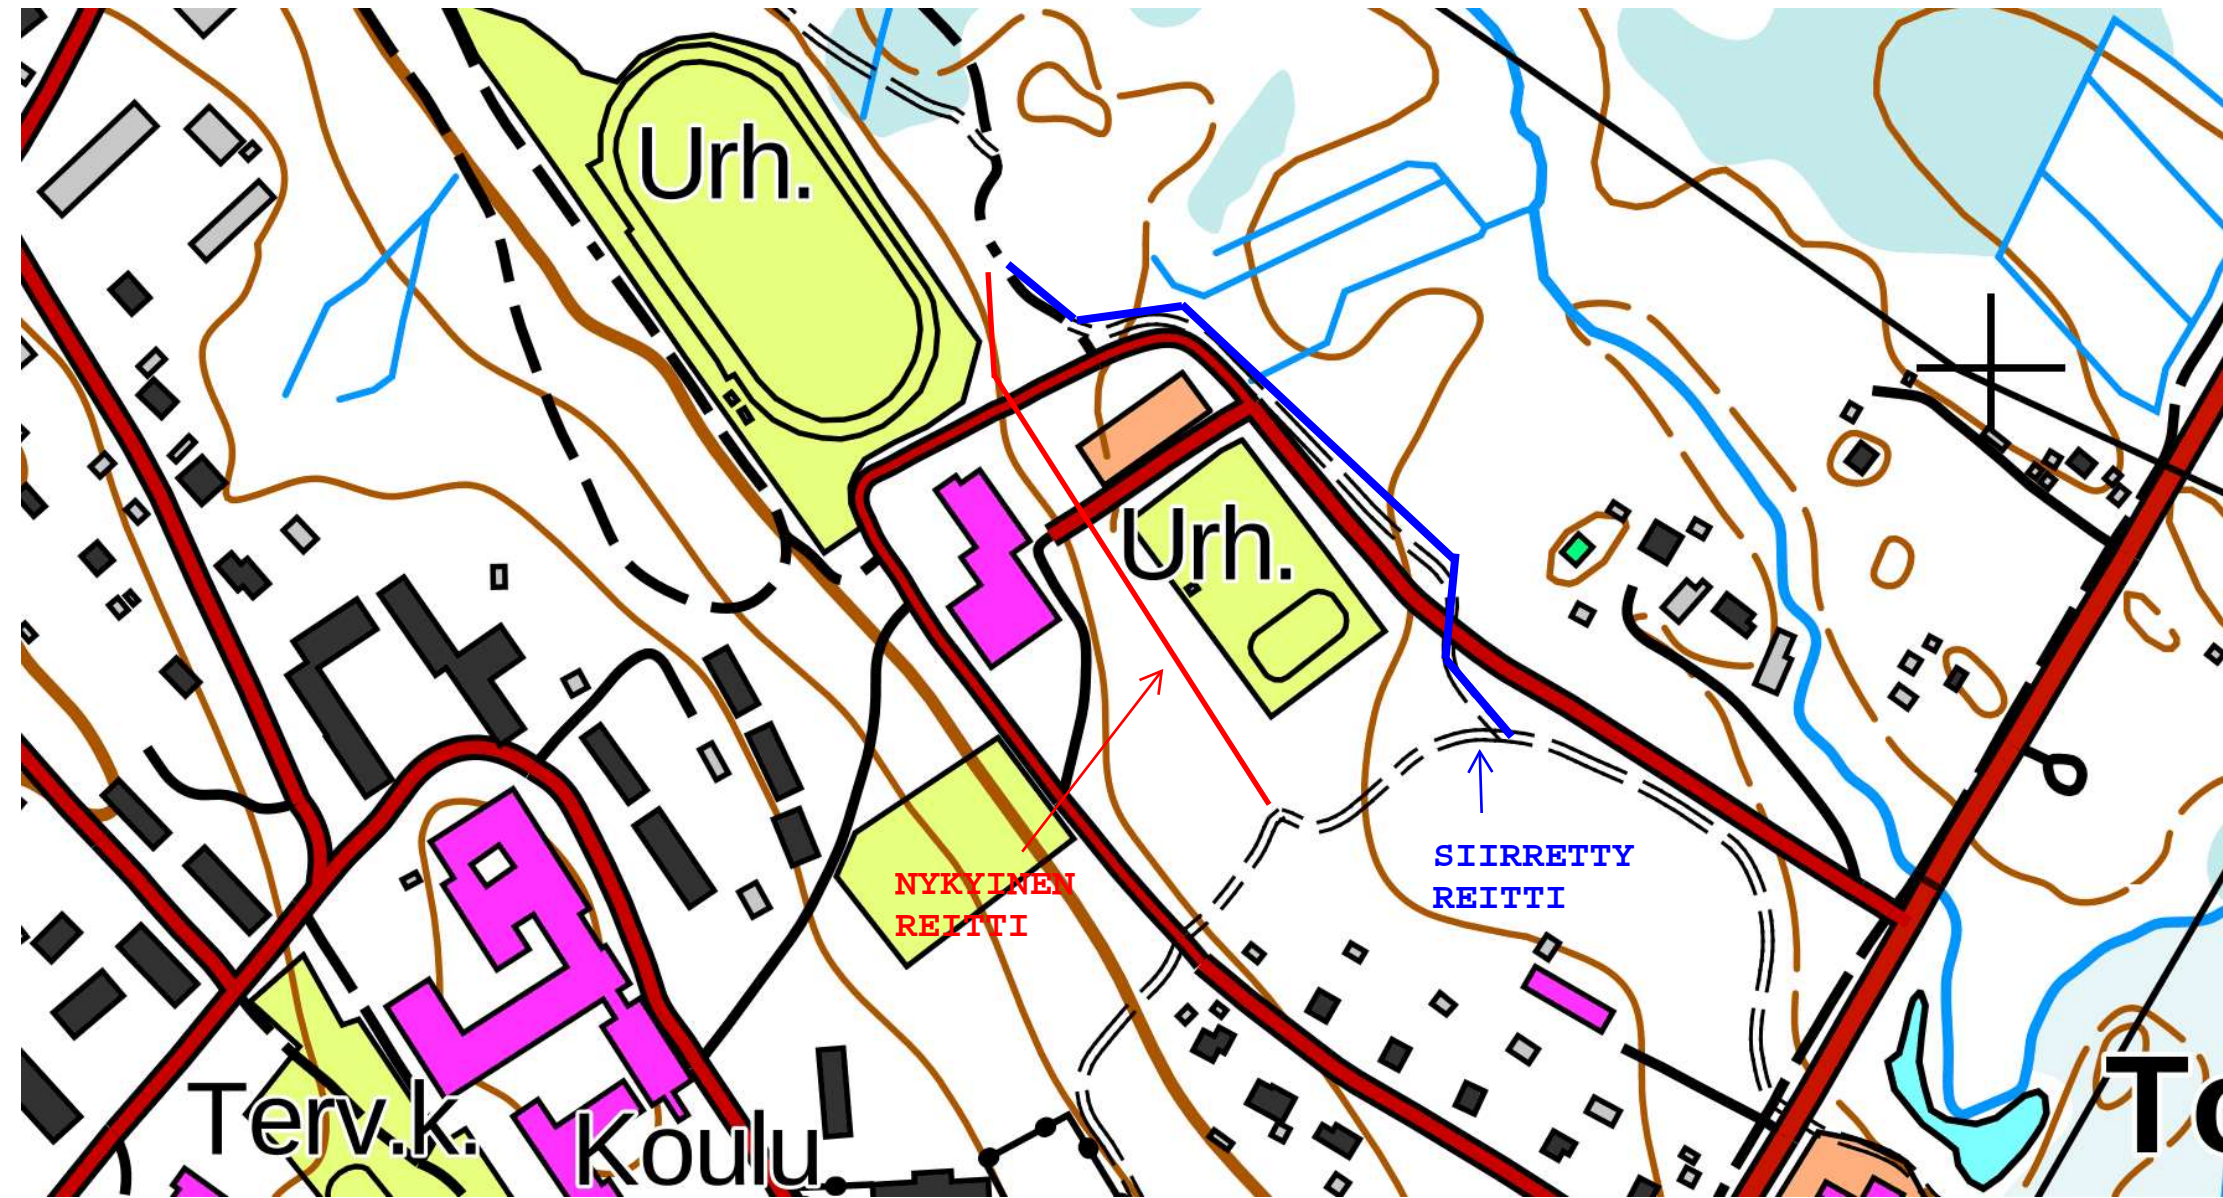 Urh.
Urh.
SIIRRETTY
REITTI
NYKYINEN
REITTI
Terv.k.
Koulu